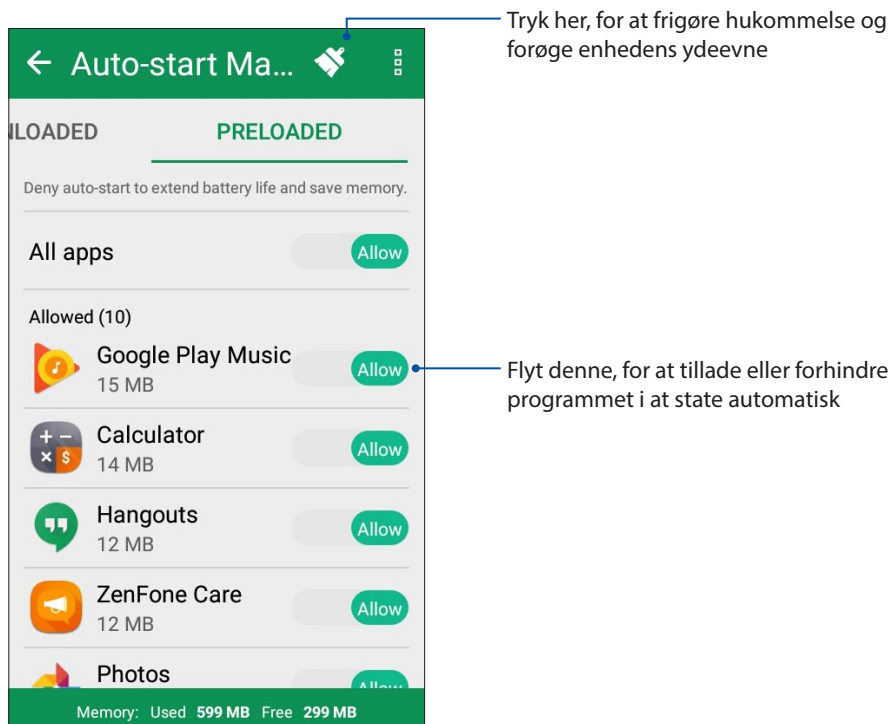 Tryk her, for at frigøre hukommelse og
forøge enhedens ydeevne
Auto-start Ma...
NLOADED PRELOADED
Deny auto-start to extend battery life and save memory.
All apps Allow
Allowed (10)
Google Play Music
15 MB
Allow
Flyt denne, for at tillade eller forhindre
programmet i at state automatisk
Calculator
14 MB
Allow
Hangouts
12 MB
Allow
ZenFone Care
12 MB
Allow
Photos
Allow
Memory: Used 599 MB Free 299 MB